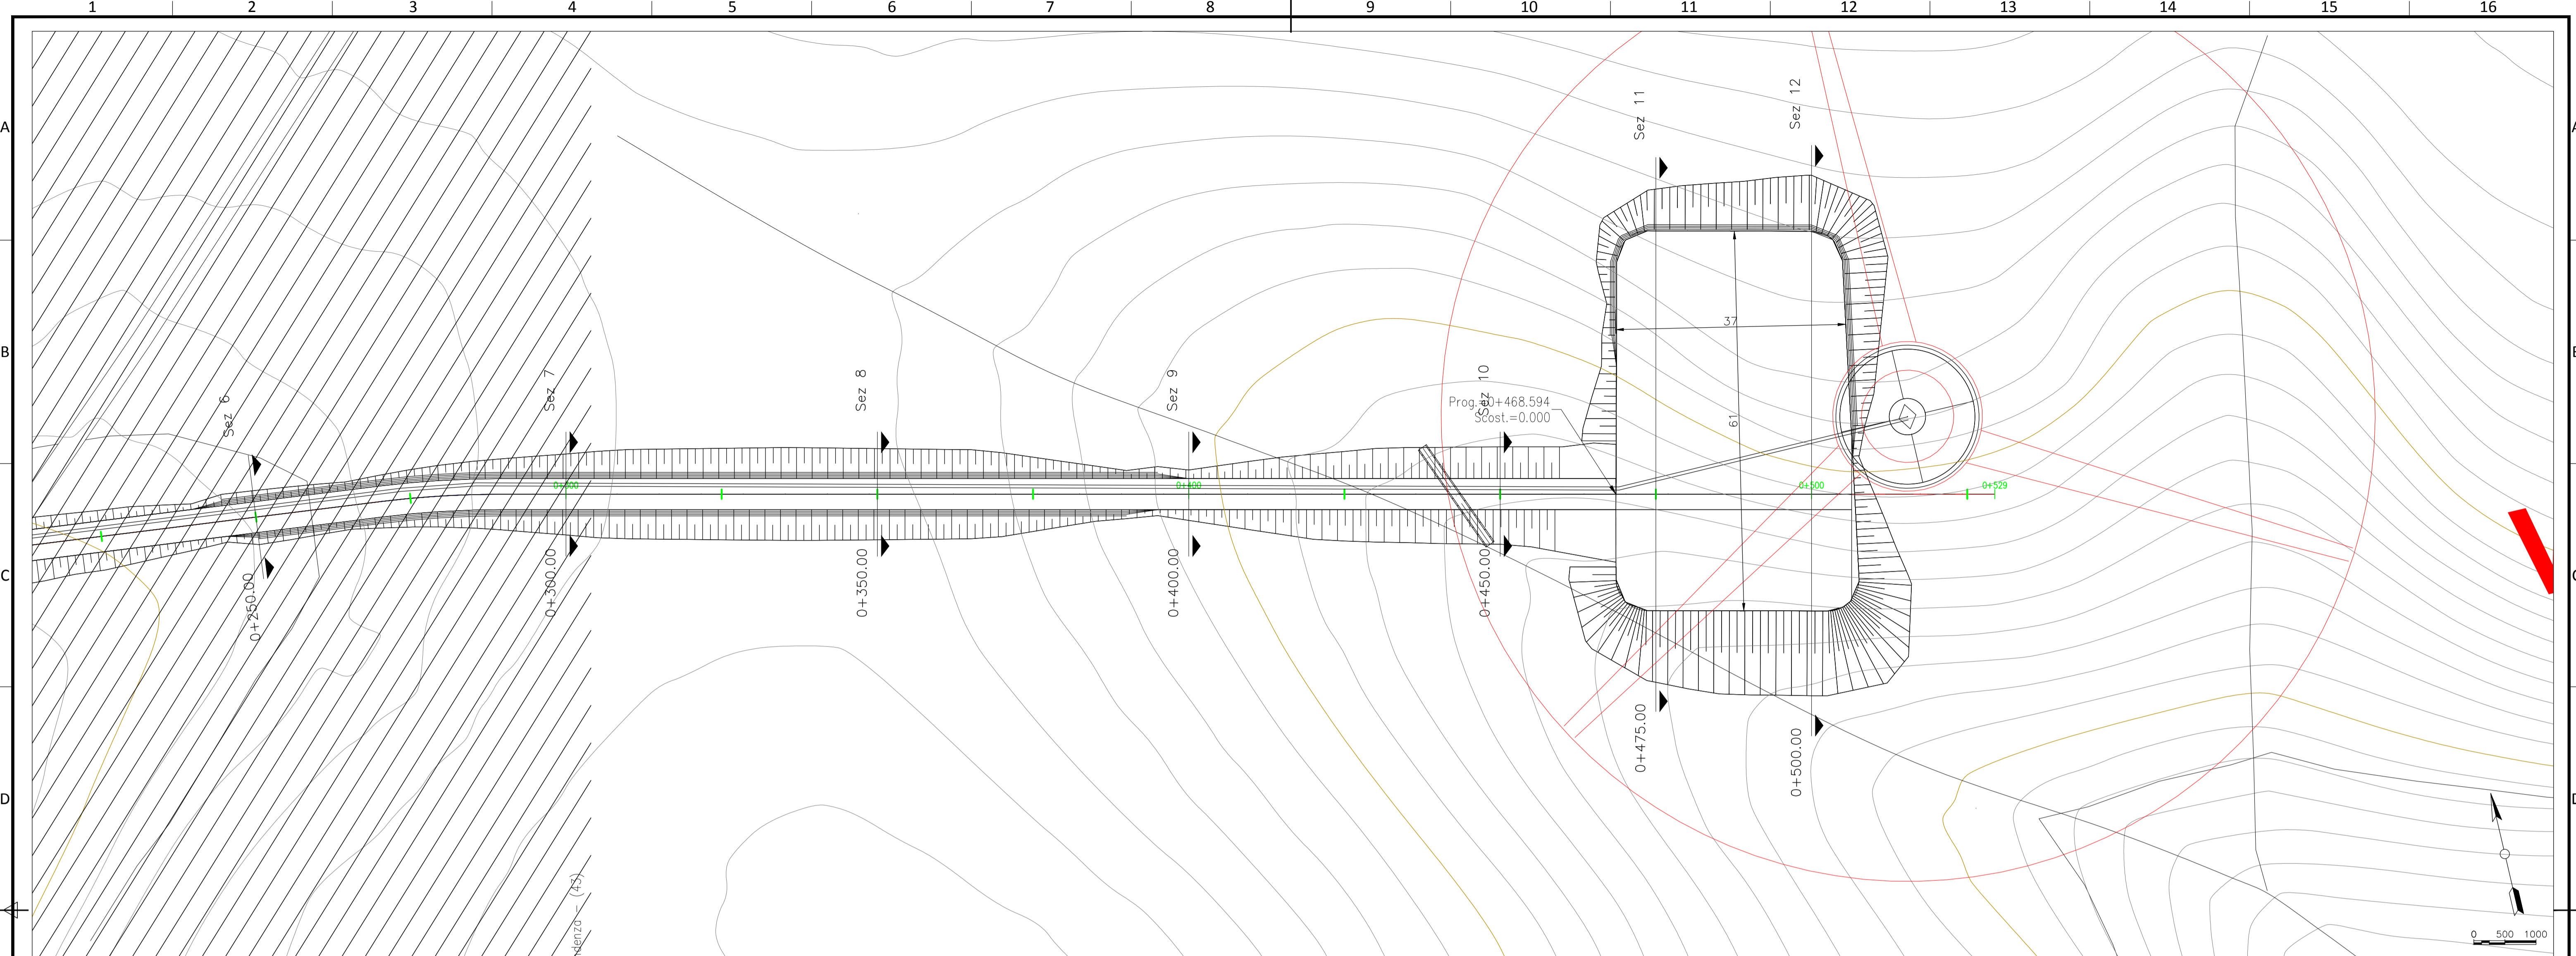 1 2 3 4 5 6 7 8 9 10 11 12 13 14 15 16
A
B
C
D
A
Sez 6
Sez 7
Sez 8
Sez 9
Sez 10
Sez 11
Sez 12
Prog.=0+468.594
Scost.=0.000
37
61
0+400
0+500
0+529
0+250.00
0+300.00
0+350.00
0+400.00
0+450.00
0+475.00
0+500.00
denza - (43)
0 500 1000